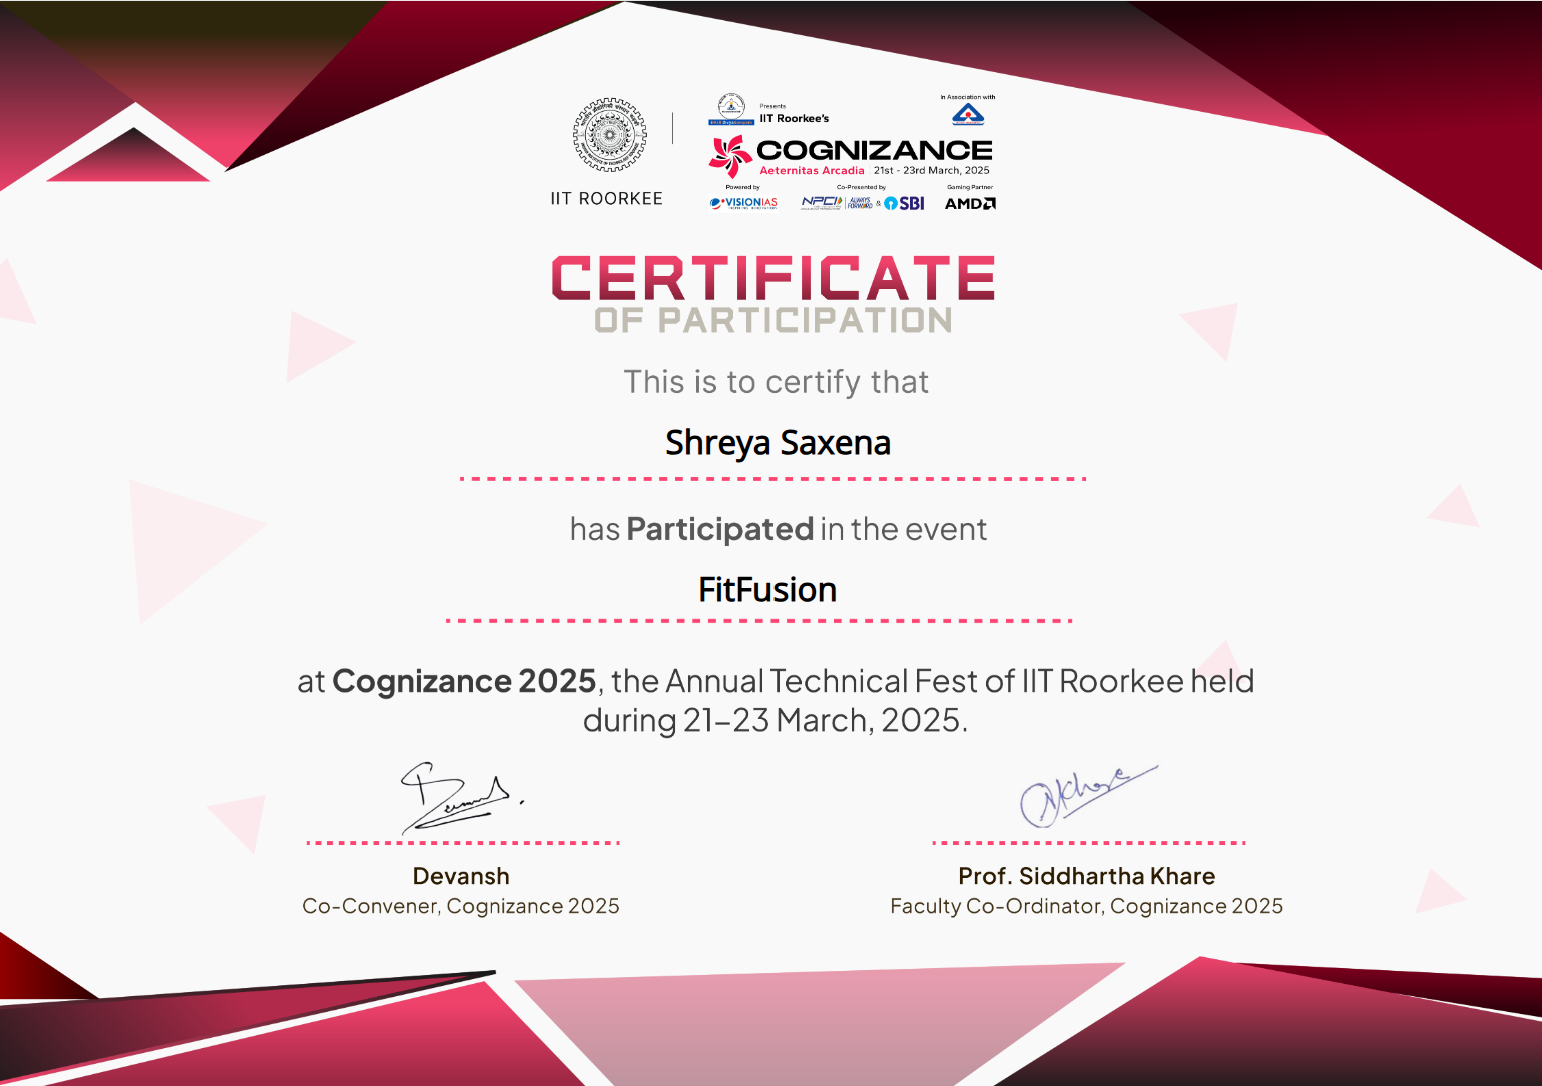 IIT ROORKEE
Presents
IIT Roorkee's
In Association with
COGNIZANCE
Aeternitas Arcadia
21st - 23rd March, 2025
Powered by
Co-Presented by
Gaming Partner
VISIONIAS
NPCI ALWAYS FORWARD & SBI
AMD
CERTIFICATE
OF PARTICIPATION
This is to certify that
Shreya Saxena
has Participated in the event
FitFusion
at Cognizance 2025, the Annual Technical Fest of IIT Roorkee held
during 21–23 March, 2025.
Devansh
Prof. Siddhartha Khare
Co-Convener, Cognizance 2025
Faculty Co-Ordinator, Cognizance 2025